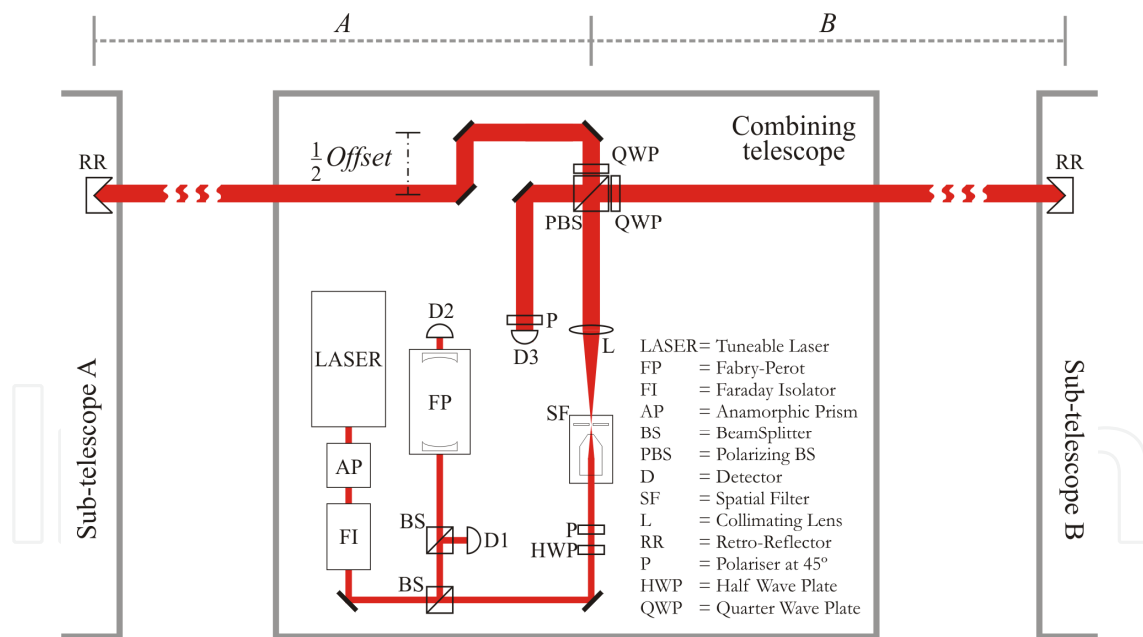 A
B
Combining
telescope
RR
½ Offset
QWP
RR
PBS
QWP
D2
P
D3
L
LASER
FP
SF
AP
FI
BS
D1
P
HWP
BS
Sub-telescope A
Sub-telescope B
LASER = Tuneable Laser
FP = Fabry-Perot
FI = Faraday Isolator
AP = Anamorphic Prism
BS = BeamSplitter
PBS = Polarizing BS
D = Detector
SF = Spatial Filter
L = Collimating Lens
RR = Retro-Reflector
P = Polariser at 45º
HWP = Half Wave Plate
QWP = Quarter Wave Plate